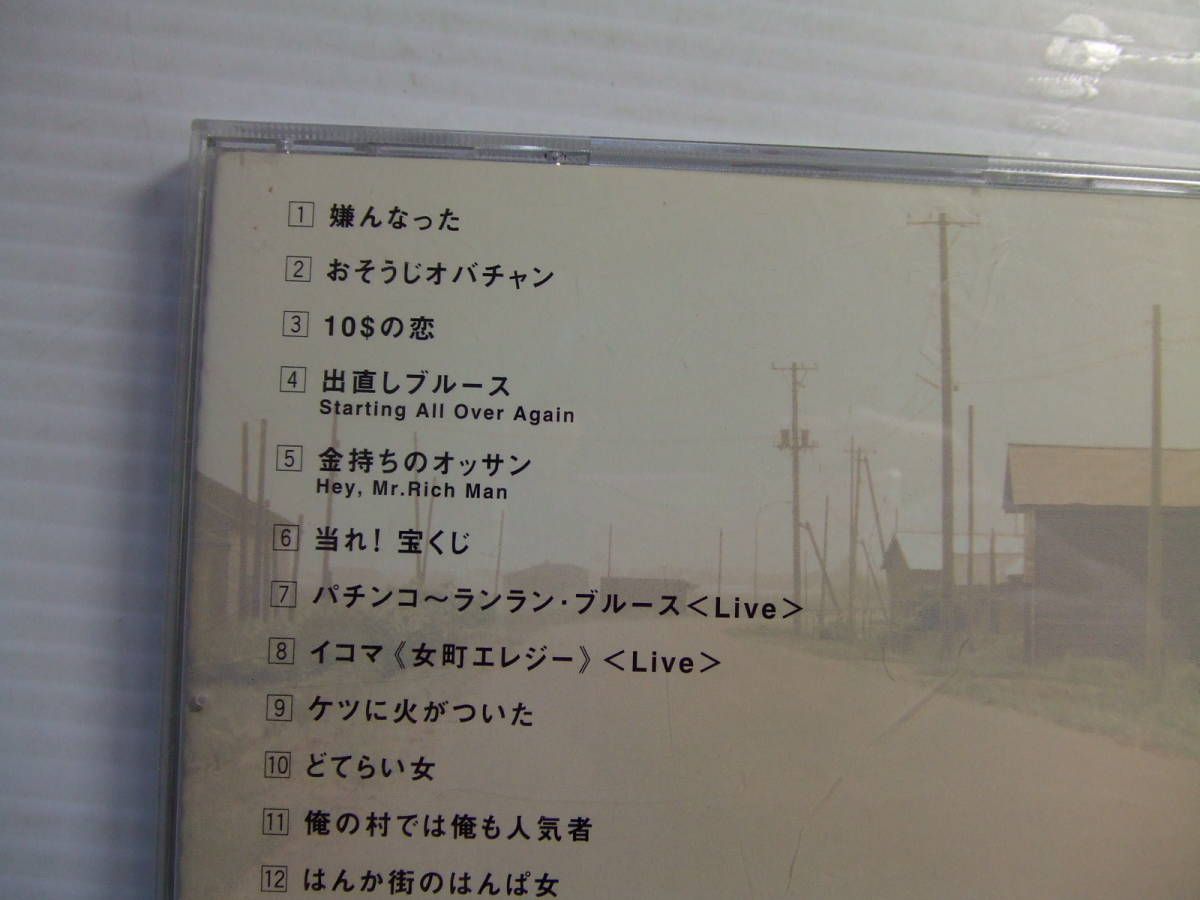 1 嫌んなった
2 おそうじオバチャン
3 10$の恋
4 出直しブルース
Starting All Over Again
5 金持ちのオッサン
Hey, Mr.Rich Man
6 当れ! 宝くじ
7 パチンコ～ランラン・ブルース<Live>
8 イコマ《女町エレジー》<Live>
9 ケツに火がついた
10 どてらい女
11 俺の村では俺も人気者
12 はんか街のはんぱ女